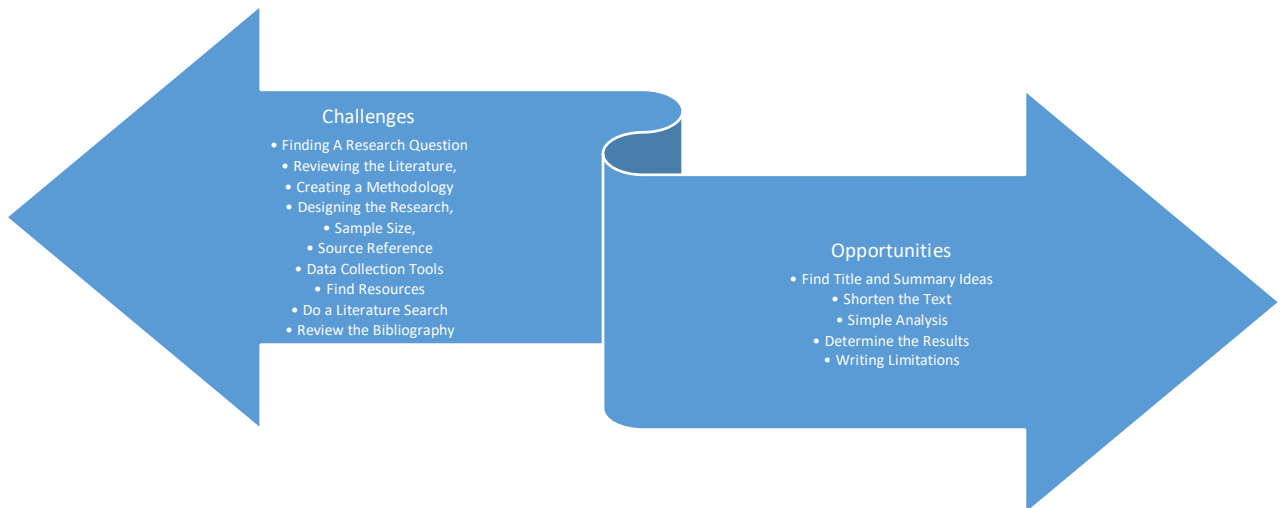 Challenges
• Finding A Research Question
• Reviewing the Literature,
• Creating a Methodology
• Designing the Research,
• Sample Size,
• Source Reference
• Data Collection Tools
• Find Resources
• Do a Literature Search
• Review the Bibliography
Opportunities
• Find Title and Summary Ideas
• Shorten the Text
• Simple Analysis
• Determine the Results
• Writing Limitations